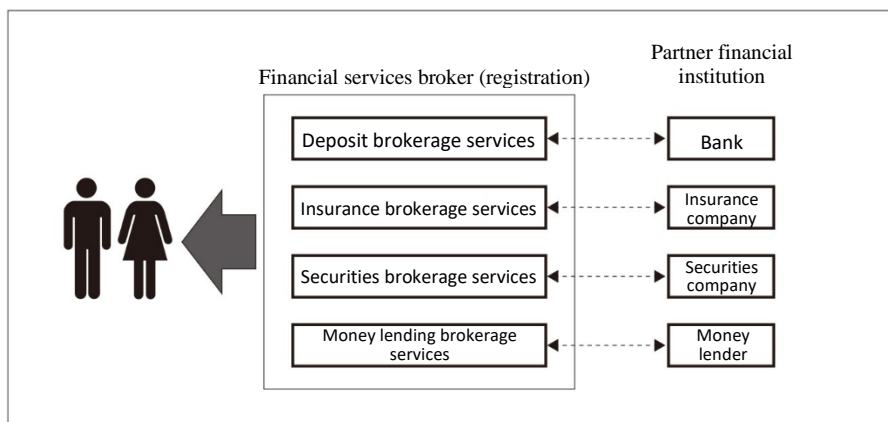 Partner financial
institution
Financial services broker (registration)
Deposit brokerage services
Bank
Insurance brokerage services
Insurance
company
Securities brokerage services
Securities
company
Money lending brokerage
services
Money
lender